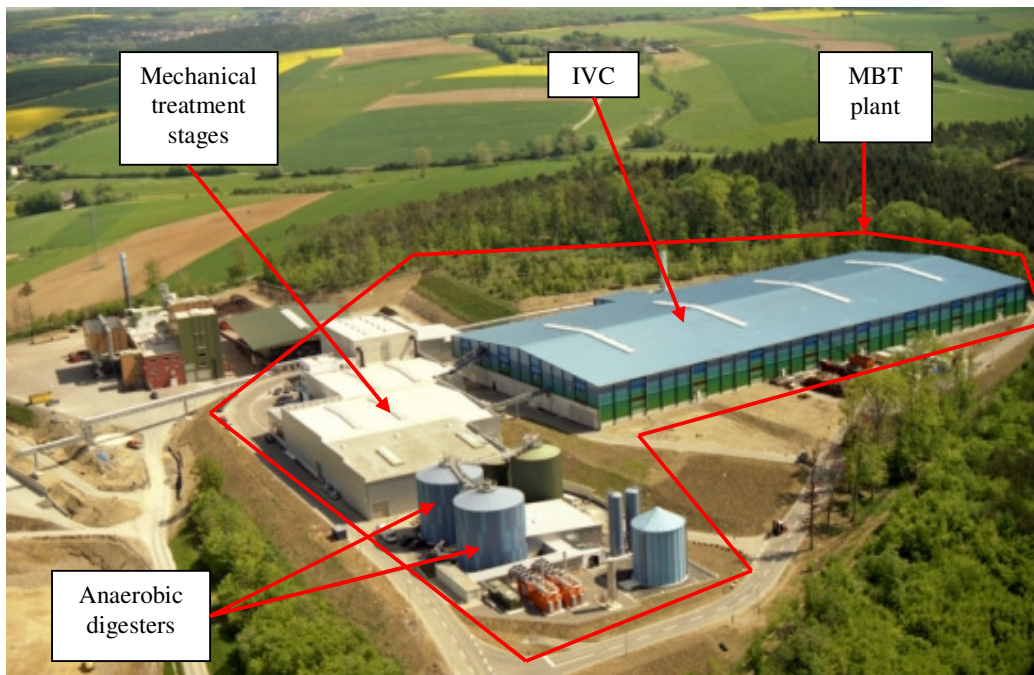 Mechanical
treatment
stages
IVC
MBT
plant
Anaerobic
digesters